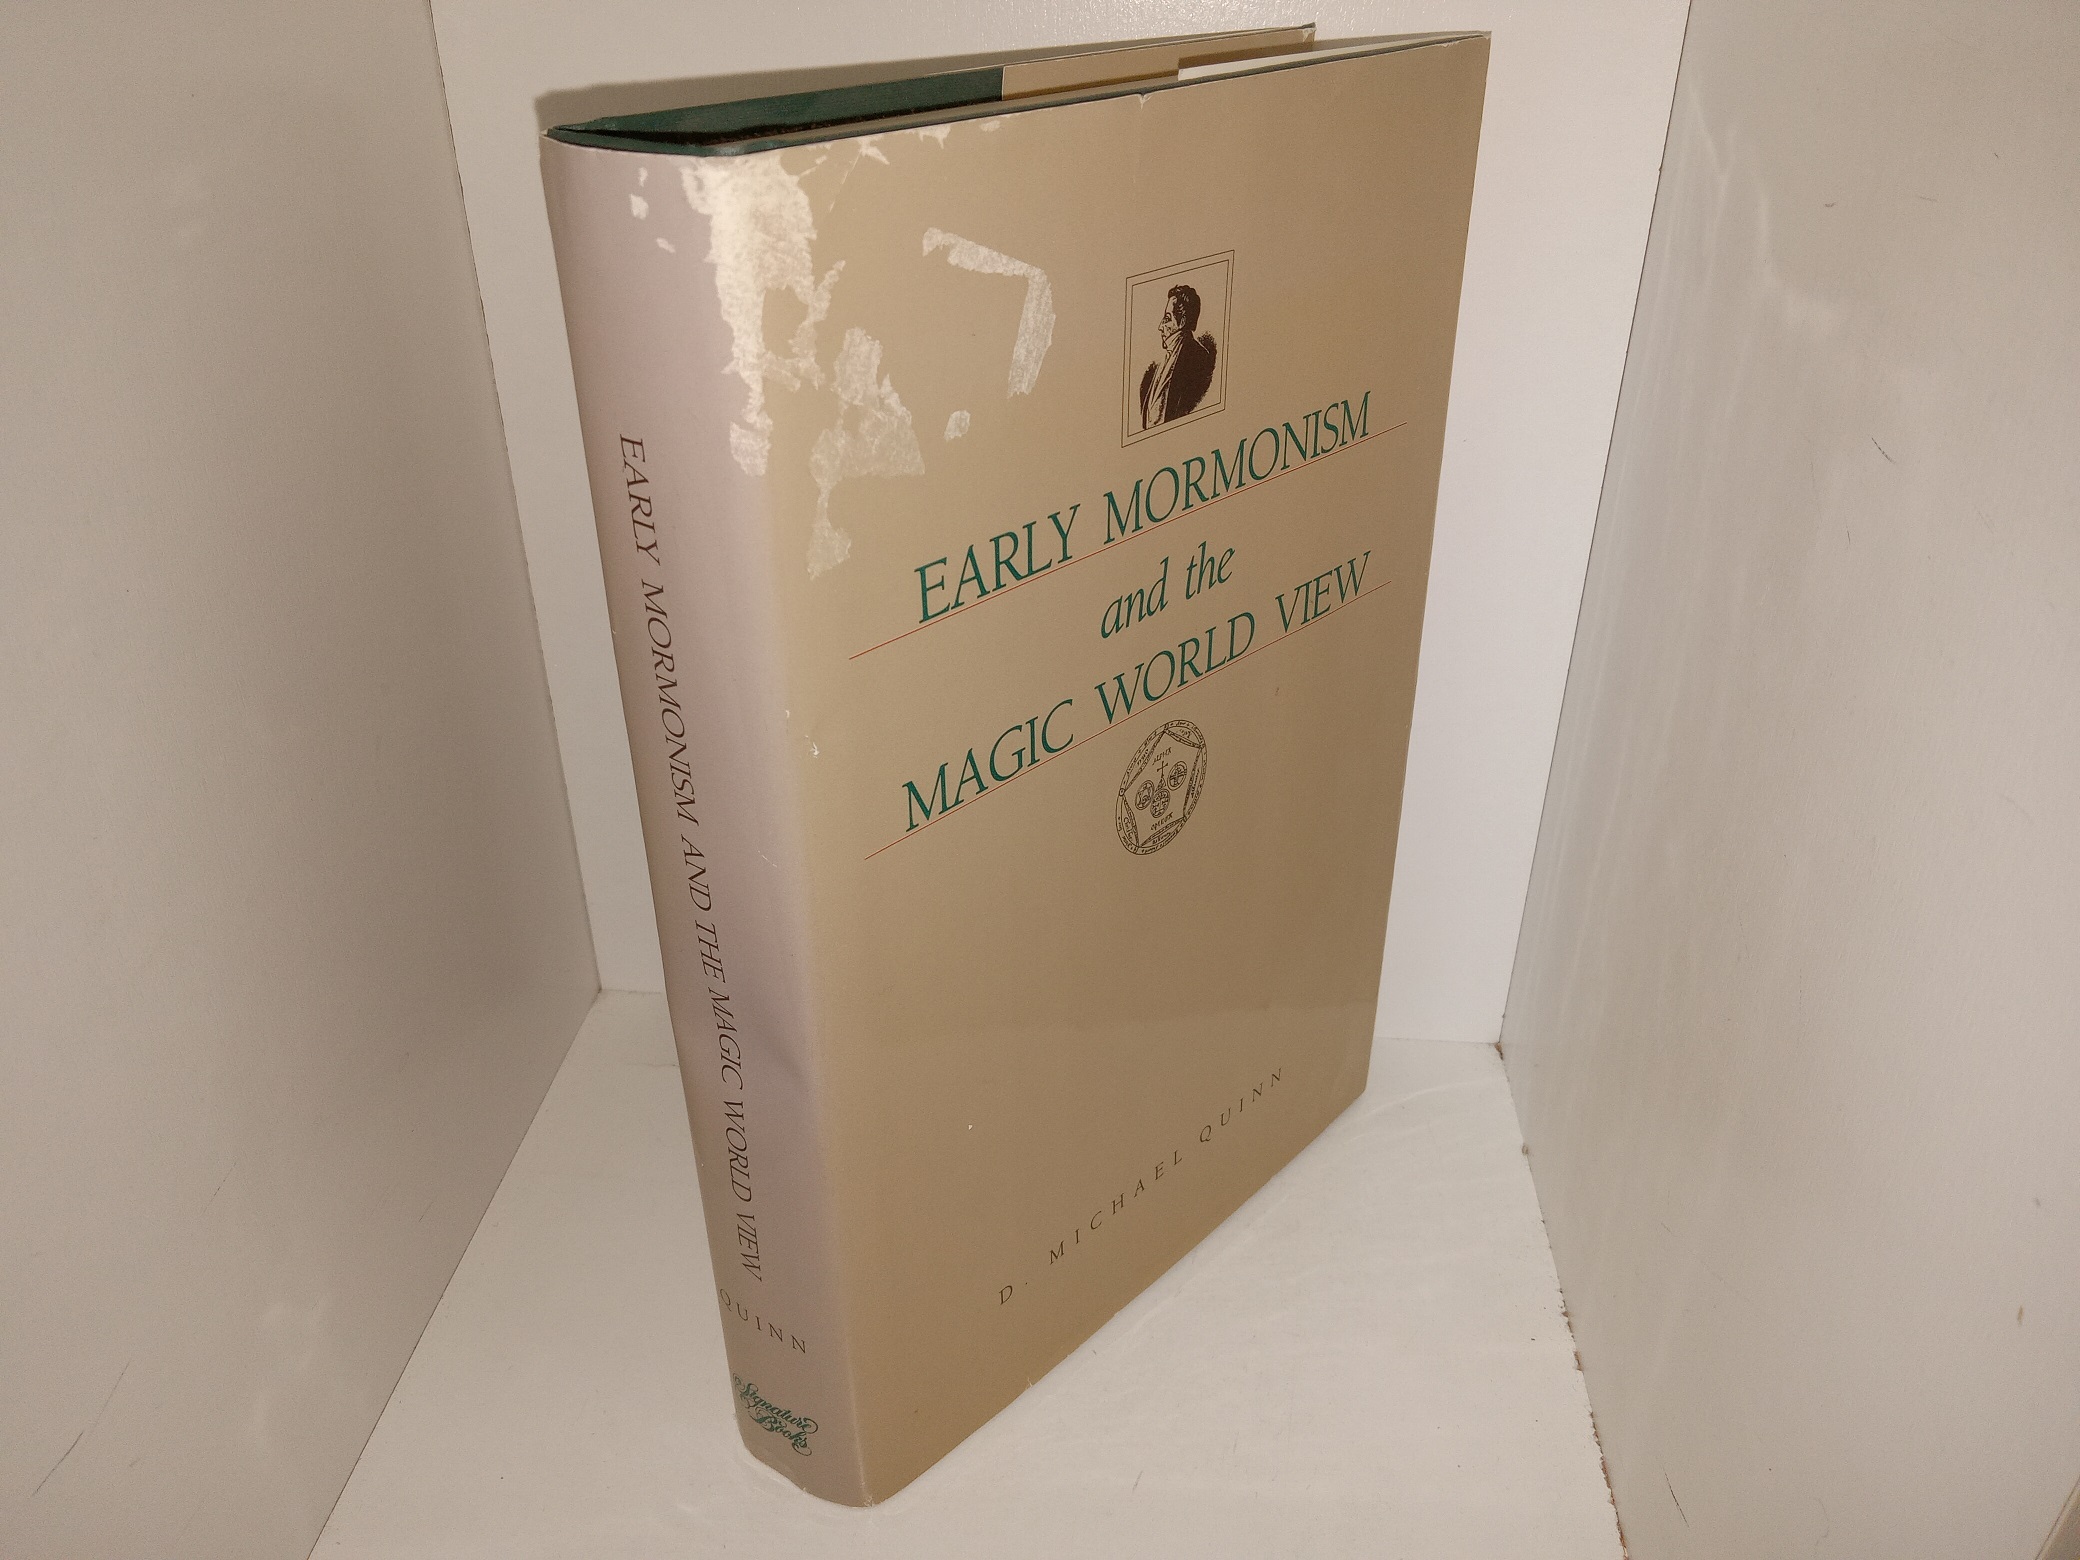 EARLY MORMONISM AND THE MAGIC WORLD VIEW
QUINN
Signature
Books
EARLY MORMONISM
and the
MAGIC WORLD VIEW
D. MICHAEL QUINN